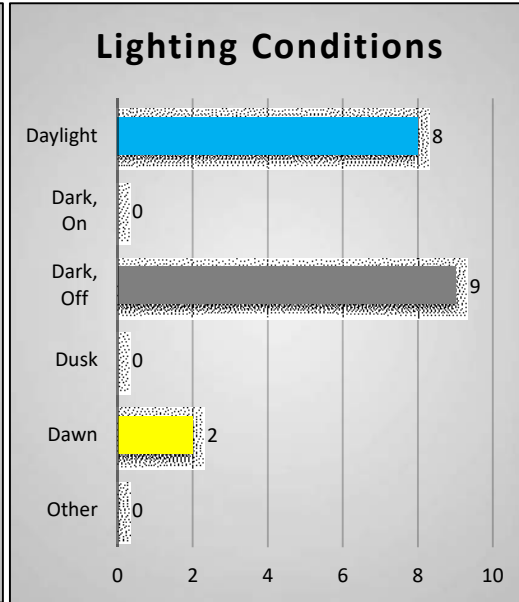 Lighting Conditions
Daylight
8
Dark,
On
0
Dark,
Off
9
Dusk
0
Dawn
2
Other
0
0 2 4 6 8 10